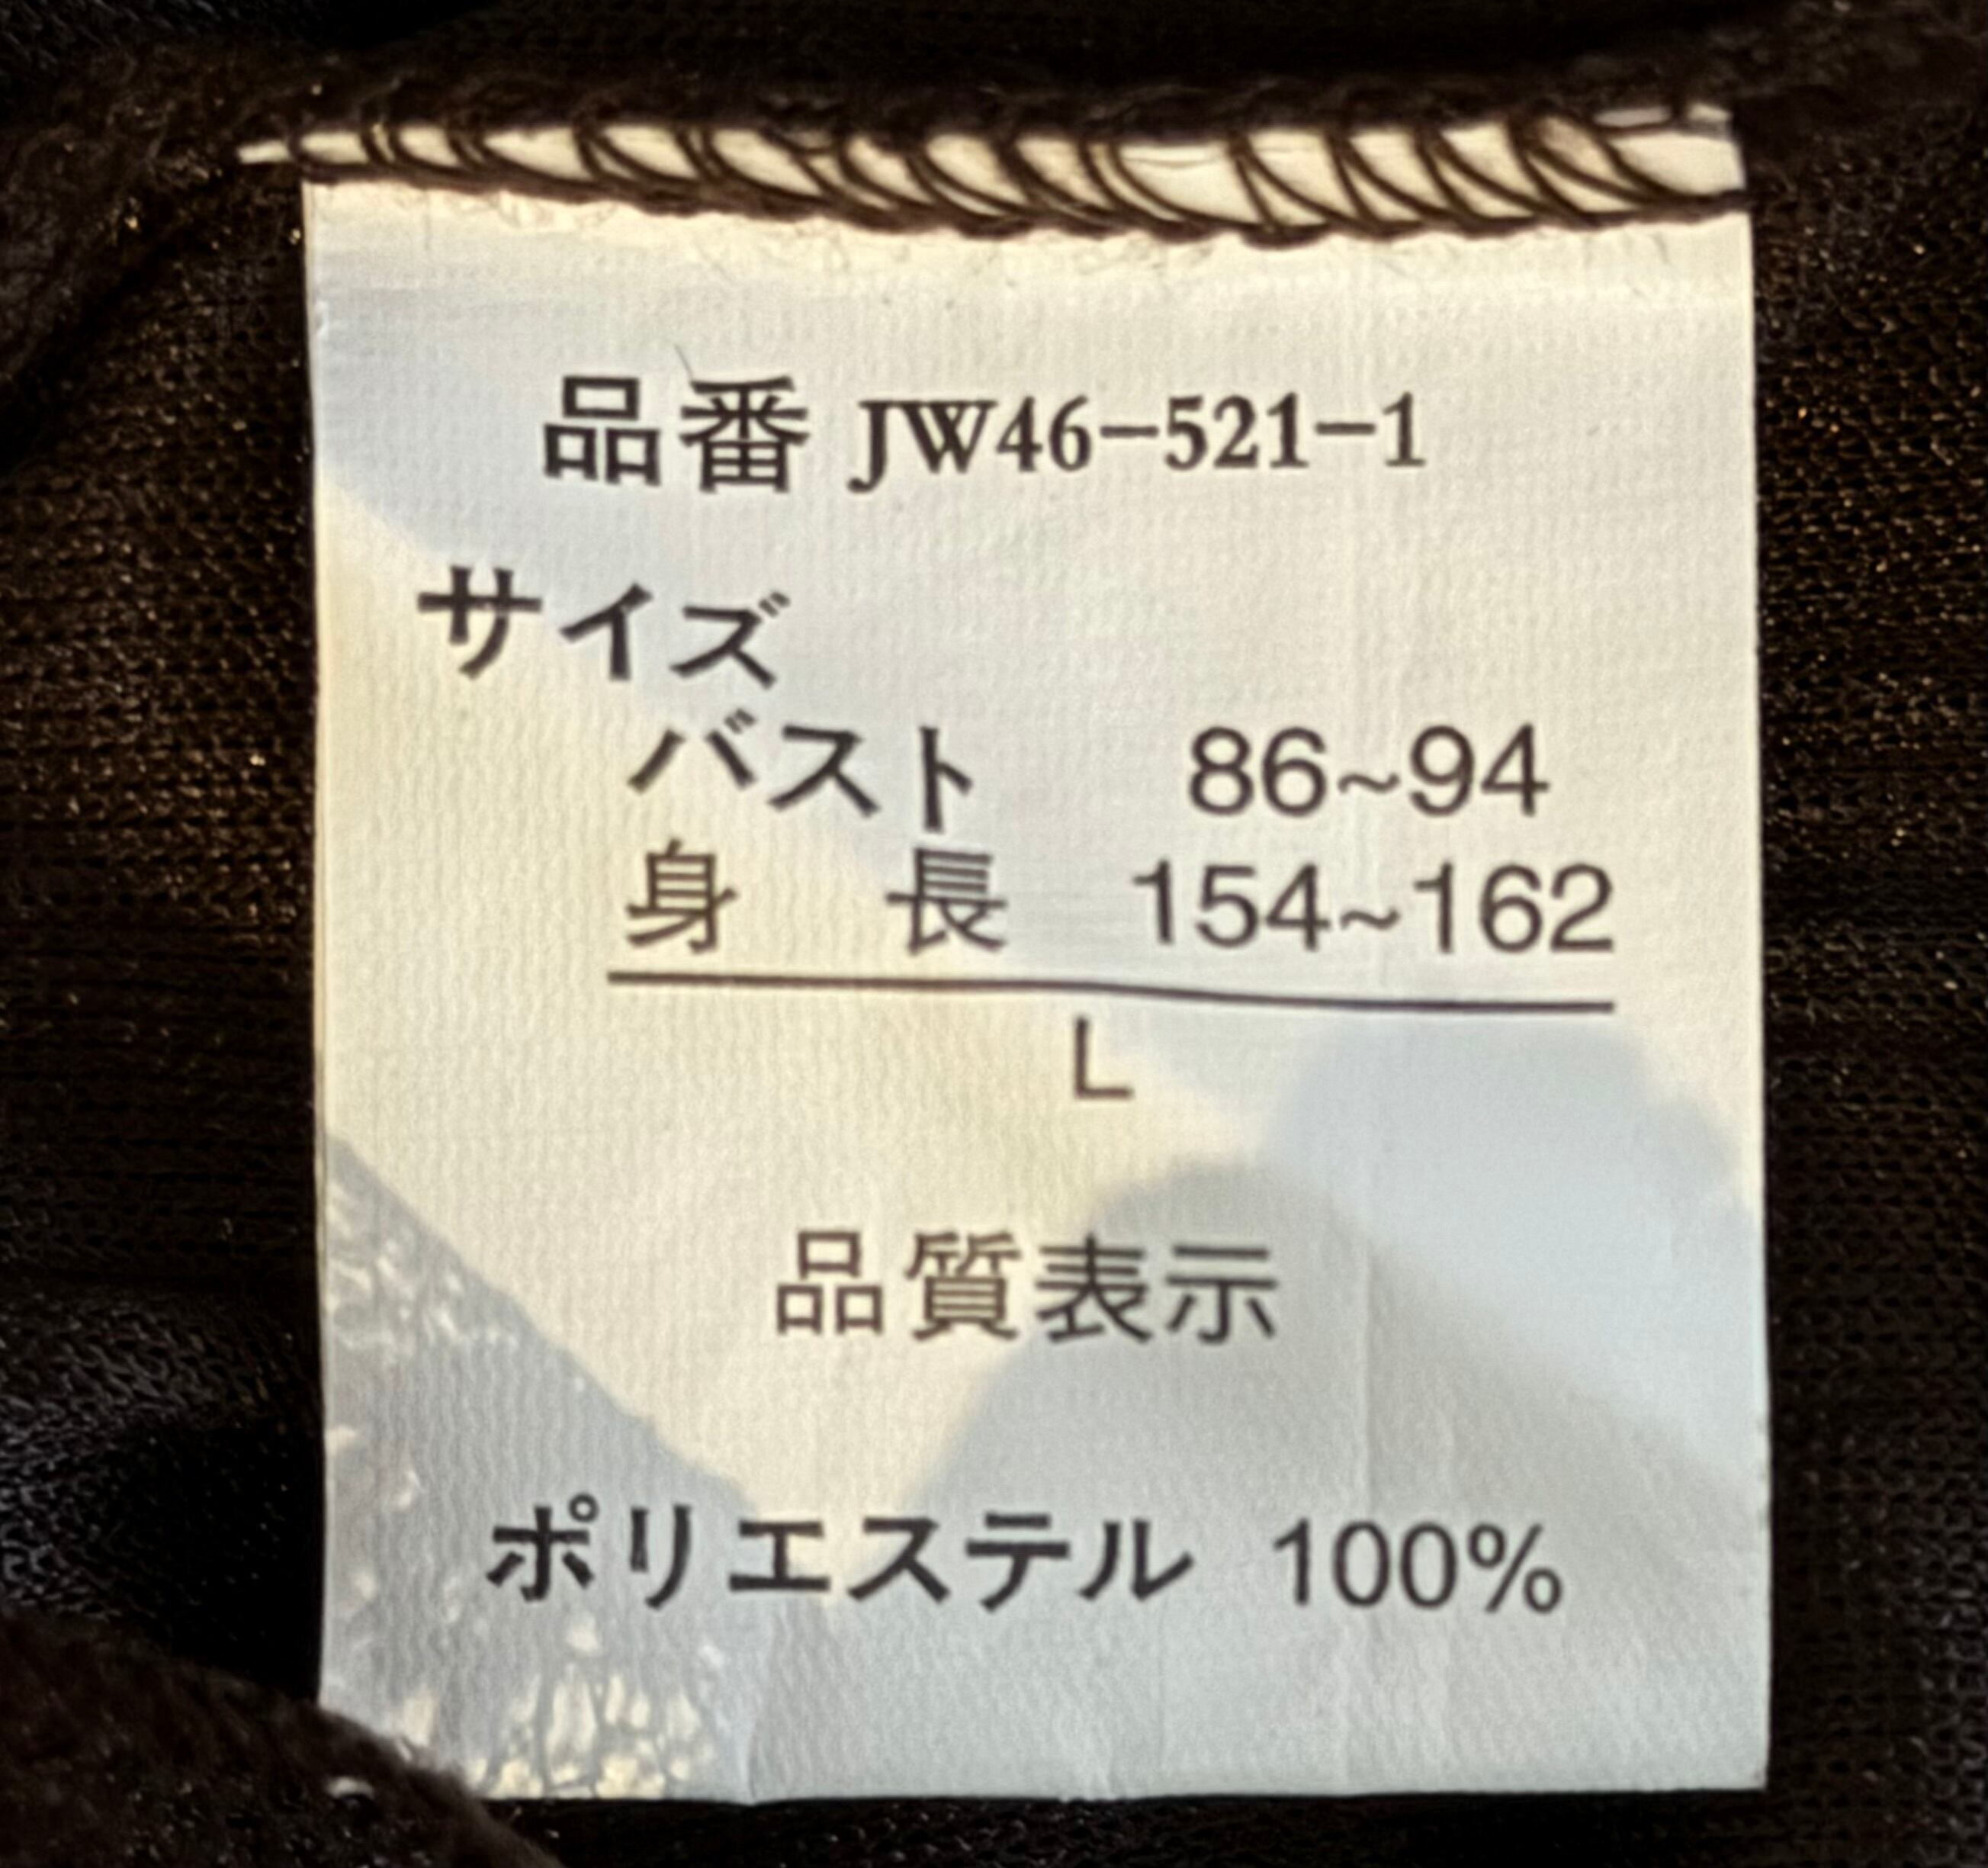 品番 JW46-521-1
サイズ
バスト 86~94
身長 154~162
L
品質表示
ポリエステル 100%